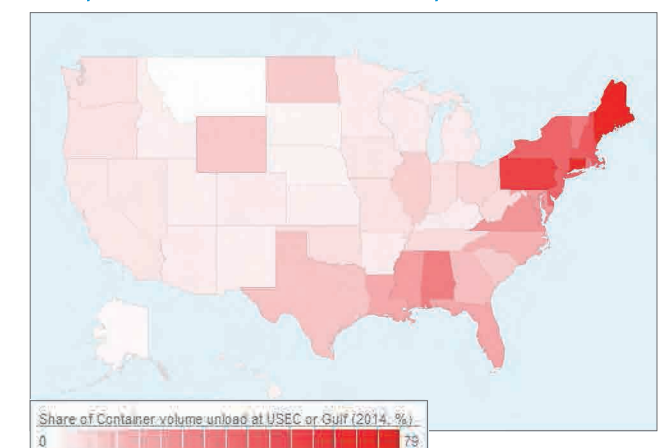 Share of Container volume unload at USEC or Gulf (2014, %)
0 79